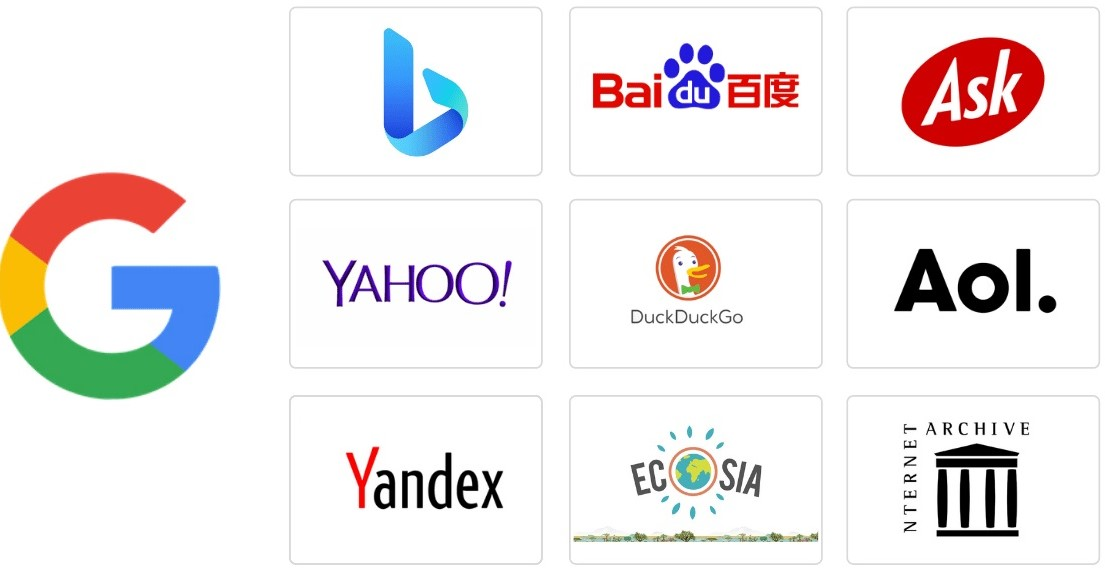 G
b
Bai du 百度
Ask
YAHOO!
DuckDuckGo
Aol.
Yandex
ECOSIA
NTERNET
ARCHIVE